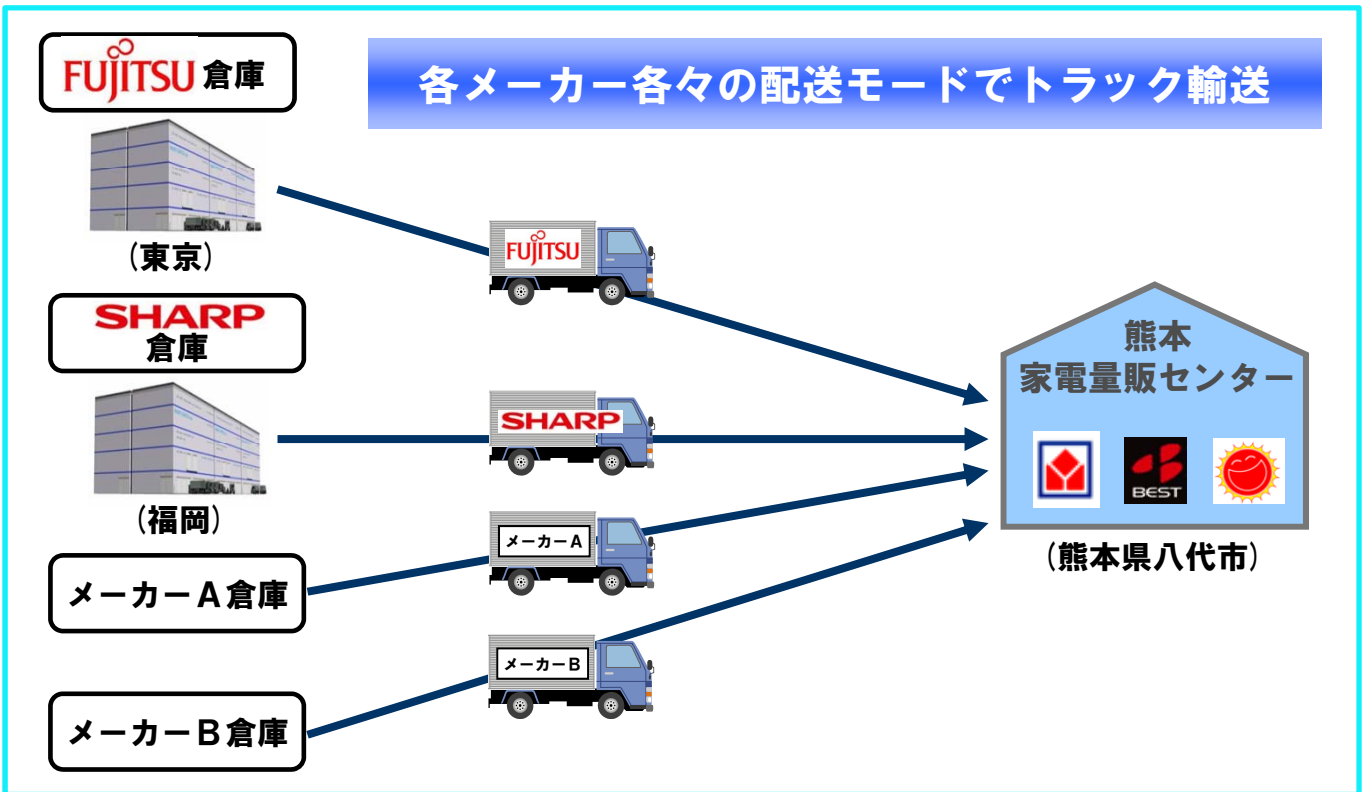 FUJITSU 倉庫
各メーカー各々の配送モードでトラック輸送
(東京)
FUJITSU
SHARP
倉庫
熊本
家電量販センター
SHARP
BEST
(福岡)
(熊本県八代市)
メーカーA
メーカーA倉庫
メーカーB
メーカーB倉庫